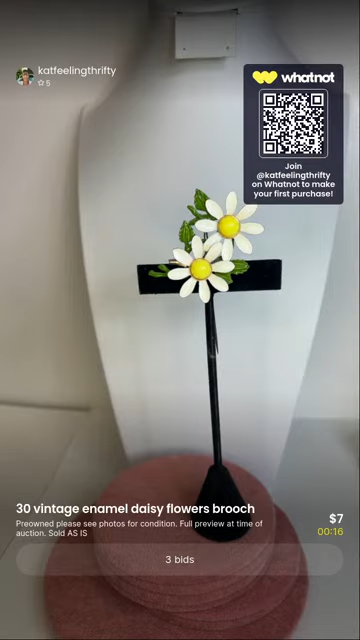 katfeelingthrifty
☆5
whatnot
Join
@katfeelingthrifty
on Whatnot to make
your first purchase!
30 vintage enamel daisy flowers brooch
$7
Preowned please see photos for condition. Full preview at time of
auction. Sold AS IS
00:16
3 bids